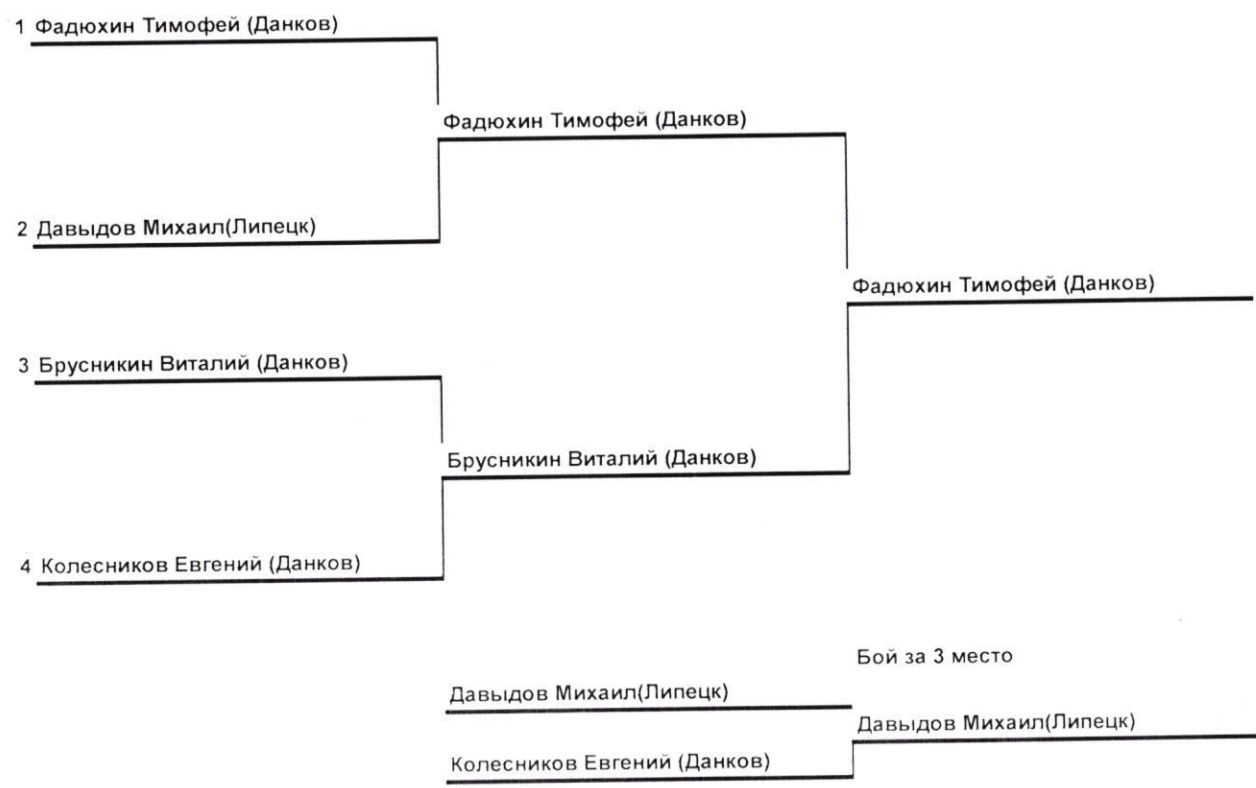 1 Фадюхин Тимофей (Данков)
Фадюхин Тимофей (Данков)
2 Давыдов Михаил(Липецк)
Фадюхин Тимофей (Данков)
3 Брусникин Виталий (Данков)
Брусникин Виталий (Данков)
4 Колесников Евгений (Данков)
Бой за 3 место
Давыдов Михаил(Липецк)
Давыдов Михаил(Липецк)
Колесников Евгений (Данков)